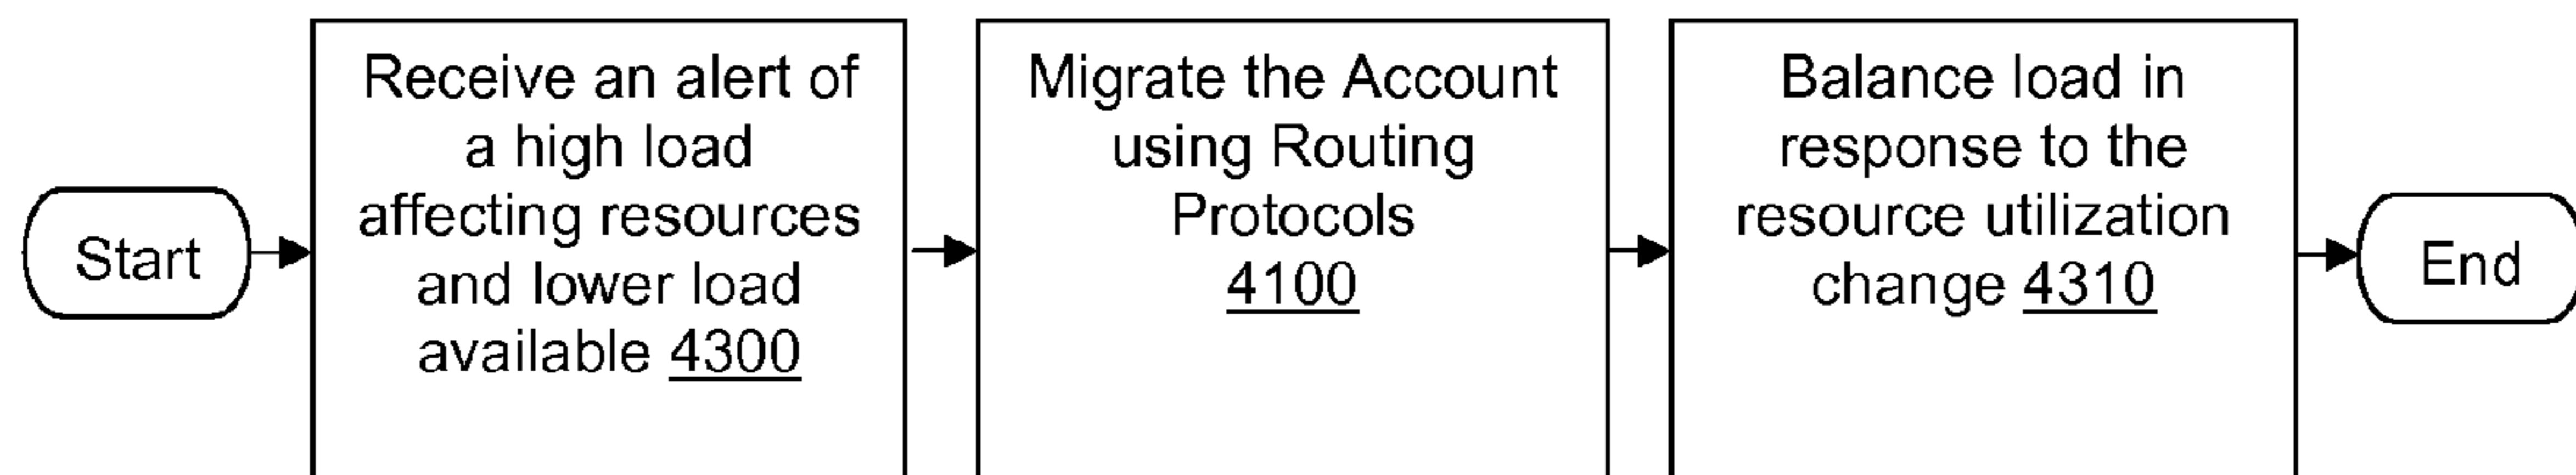 Start
Receive an alert of
a high load
affecting resources
and lower load
available 4300
Migrate the Account
using Routing
Protocols
4100
Balance load in
response to the
resource utilization
change 4310
End